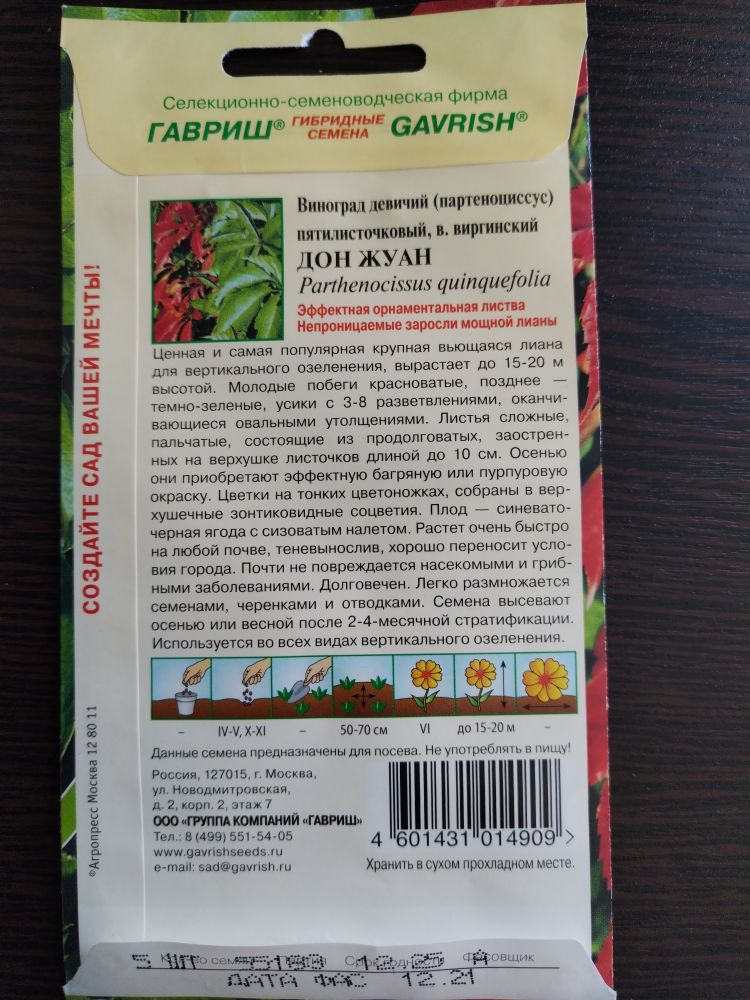 Селекционно-семеноводческая фирма
ГАВРИШ® ГИБРИДНЫЕ СЕМЕНА GAVRISH®
СОЗДАЙТЕ САД ВАШЕЙ МЕЧТЫ!
Виноград девичий (партеноциссус)
пятилисточковый, в. виргинский
ДОН ЖУАН
Parthenocissus quinquefolia
Эффектная орнаментальная листва
Непроницаемые заросли мощной лианы
Ценная и самая популярная крупная вьющаяся лиана
для вертикального озеленения, вырастает до 15-20 м
высотой. Молодые побеги красноватые, позднее —
темно-зеленые, усики с 3-8 разветвлениями, оканчи-
вающиеся овальными утолщениями. Листья сложные,
пальчатые, состоящие из продолговатых, заострен-
ных на верхушке листочков длиной до 10 см. Осенью
они приобретают эффектную багряную или пурпуровую
окраску. Цветки на тонких цветоножках, собраны в вер-
хушечные зонтиковидные соцветия. Плод — синевато-
черная ягода с сизоватым налетом. Растет очень быстро
на любой почве, теневынослив, хорошо переносит усло-
вия города. Почти не повреждается насекомыми и гриб-
ными заболеваниями. Долговечен. Легко размножается
семенами, черенками и отводками. Семена высевают
осенью или весной после 2-4-месячной стратификации.
Используется во всех видах вертикального озеленения.
– IV-V, X-XI – 50-70 см VI до 15-20 м –
Данные семена предназначены для посева. Не употреблять в пищу!
Россия, 127015, г. Москва,
ул. Новодмитровская,
д. 2, корп. 2, этаж 7
ООО «ГРУППА КОМПАНИЙ «ГАВРИШ»
Тел.: 8 (499) 551-54-05
www.gavrishseeds.ru
e-mail: sad@gavrish.ru
4 601431 014909 >
Хранить в сухом прохладном месте.
©Агропресс Москва 12 80 11
Срок годности
5 ШТ 12.25 А
ДАТА ФАС 12.21